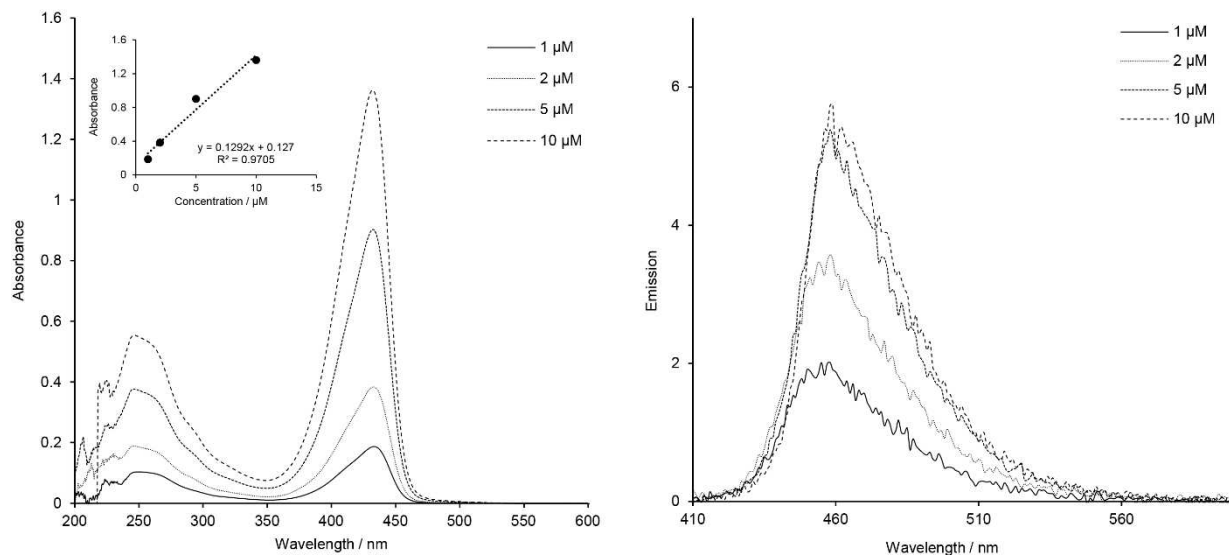 1.6
1.4
1.2
1
0.8
0.6
0.4
0.2
0
Absorbance
200 250 300 350 400 450 500 550 600
Wavelength / nm
1 µM
2 µM
5 µM
10 µM
1.6
1.2
0.8
0.4
0
Absorbance
0 5 10 15
Concentration / µM
y = 0.1292x + 0.127
R² = 0.9705
6
4
2
0
Emission
410 460 510 560
Wavelength / nm
1 µM
2 µM
5 µM
10 µM